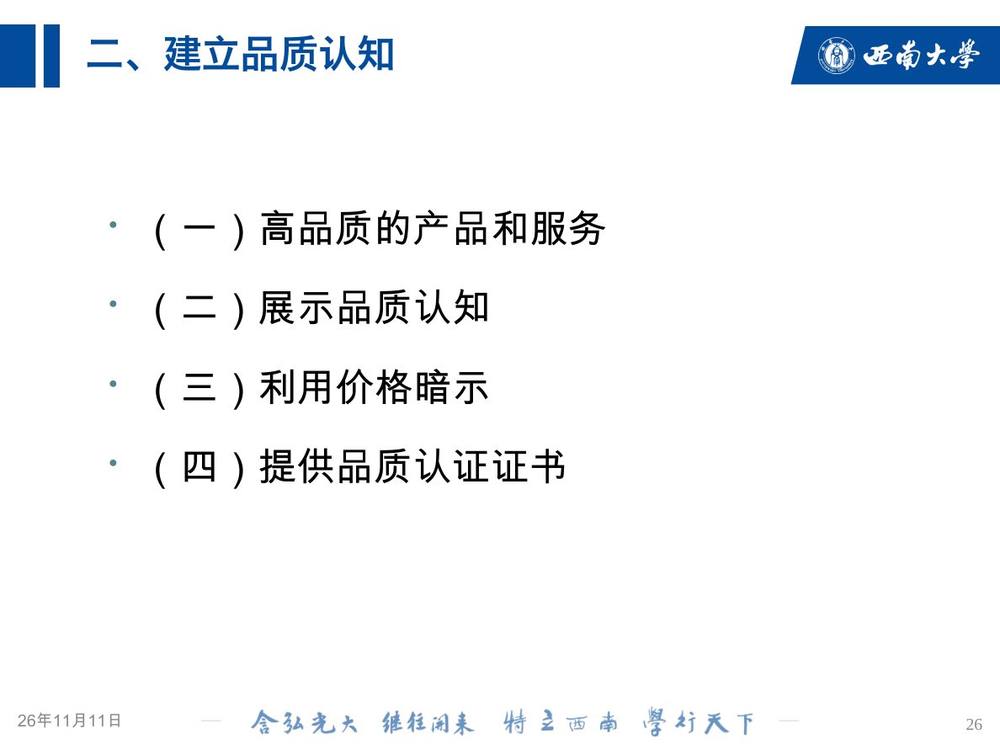 二、建立品质认知
西南大学
• （一）高品质的产品和服务
• （二）展示品质认知
• （三）利用价格暗示
• （四）提供品质认证证书
26年11月11日
含弘光大 继往开来 特立西南 學行天下
26